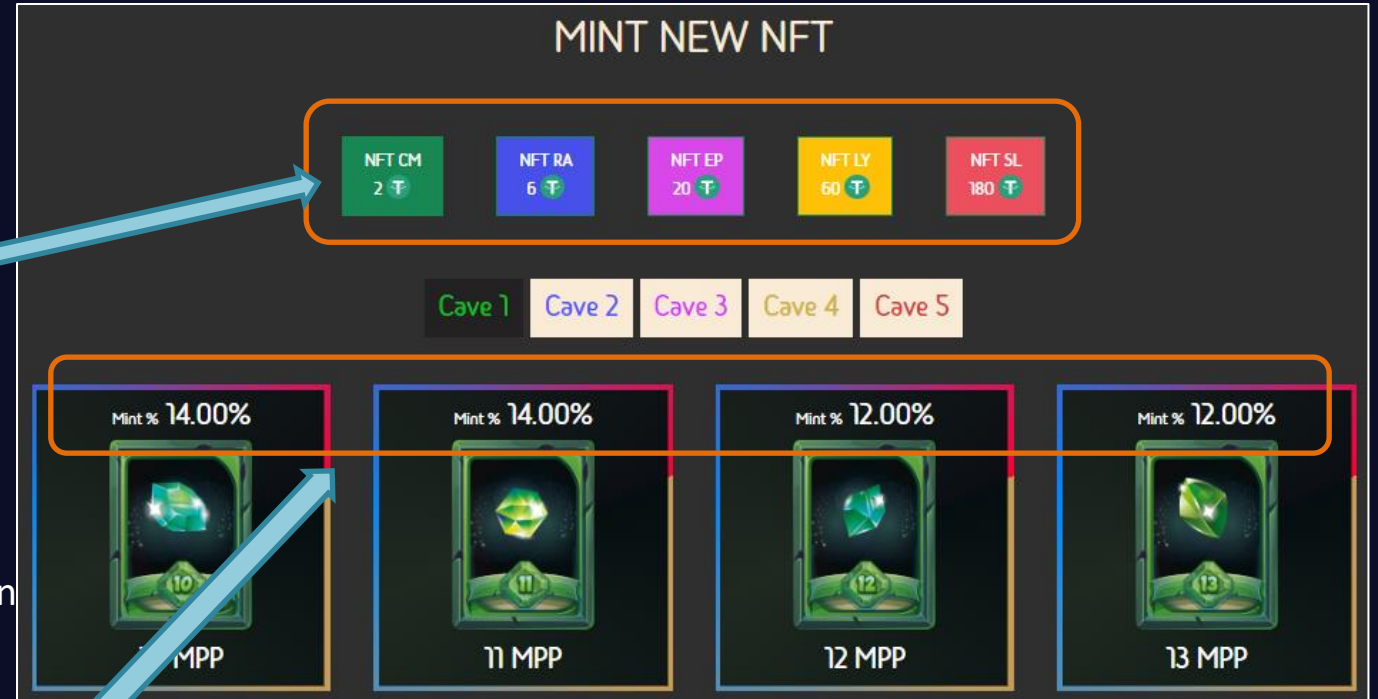 MINT NEW NFT
NFT CM NFT RA NFT EP NFT LY NFT SL
2 6 20 60 180
Cave 1 Cave 2 Cave 3 Cave 4 Cave 5
Mint % 14.00% Mint % 14.00% Mint % 12.00% Mint % 12.00%
10 11 12 13
n
MPP 11 MPP 12 MPP 13 MPP